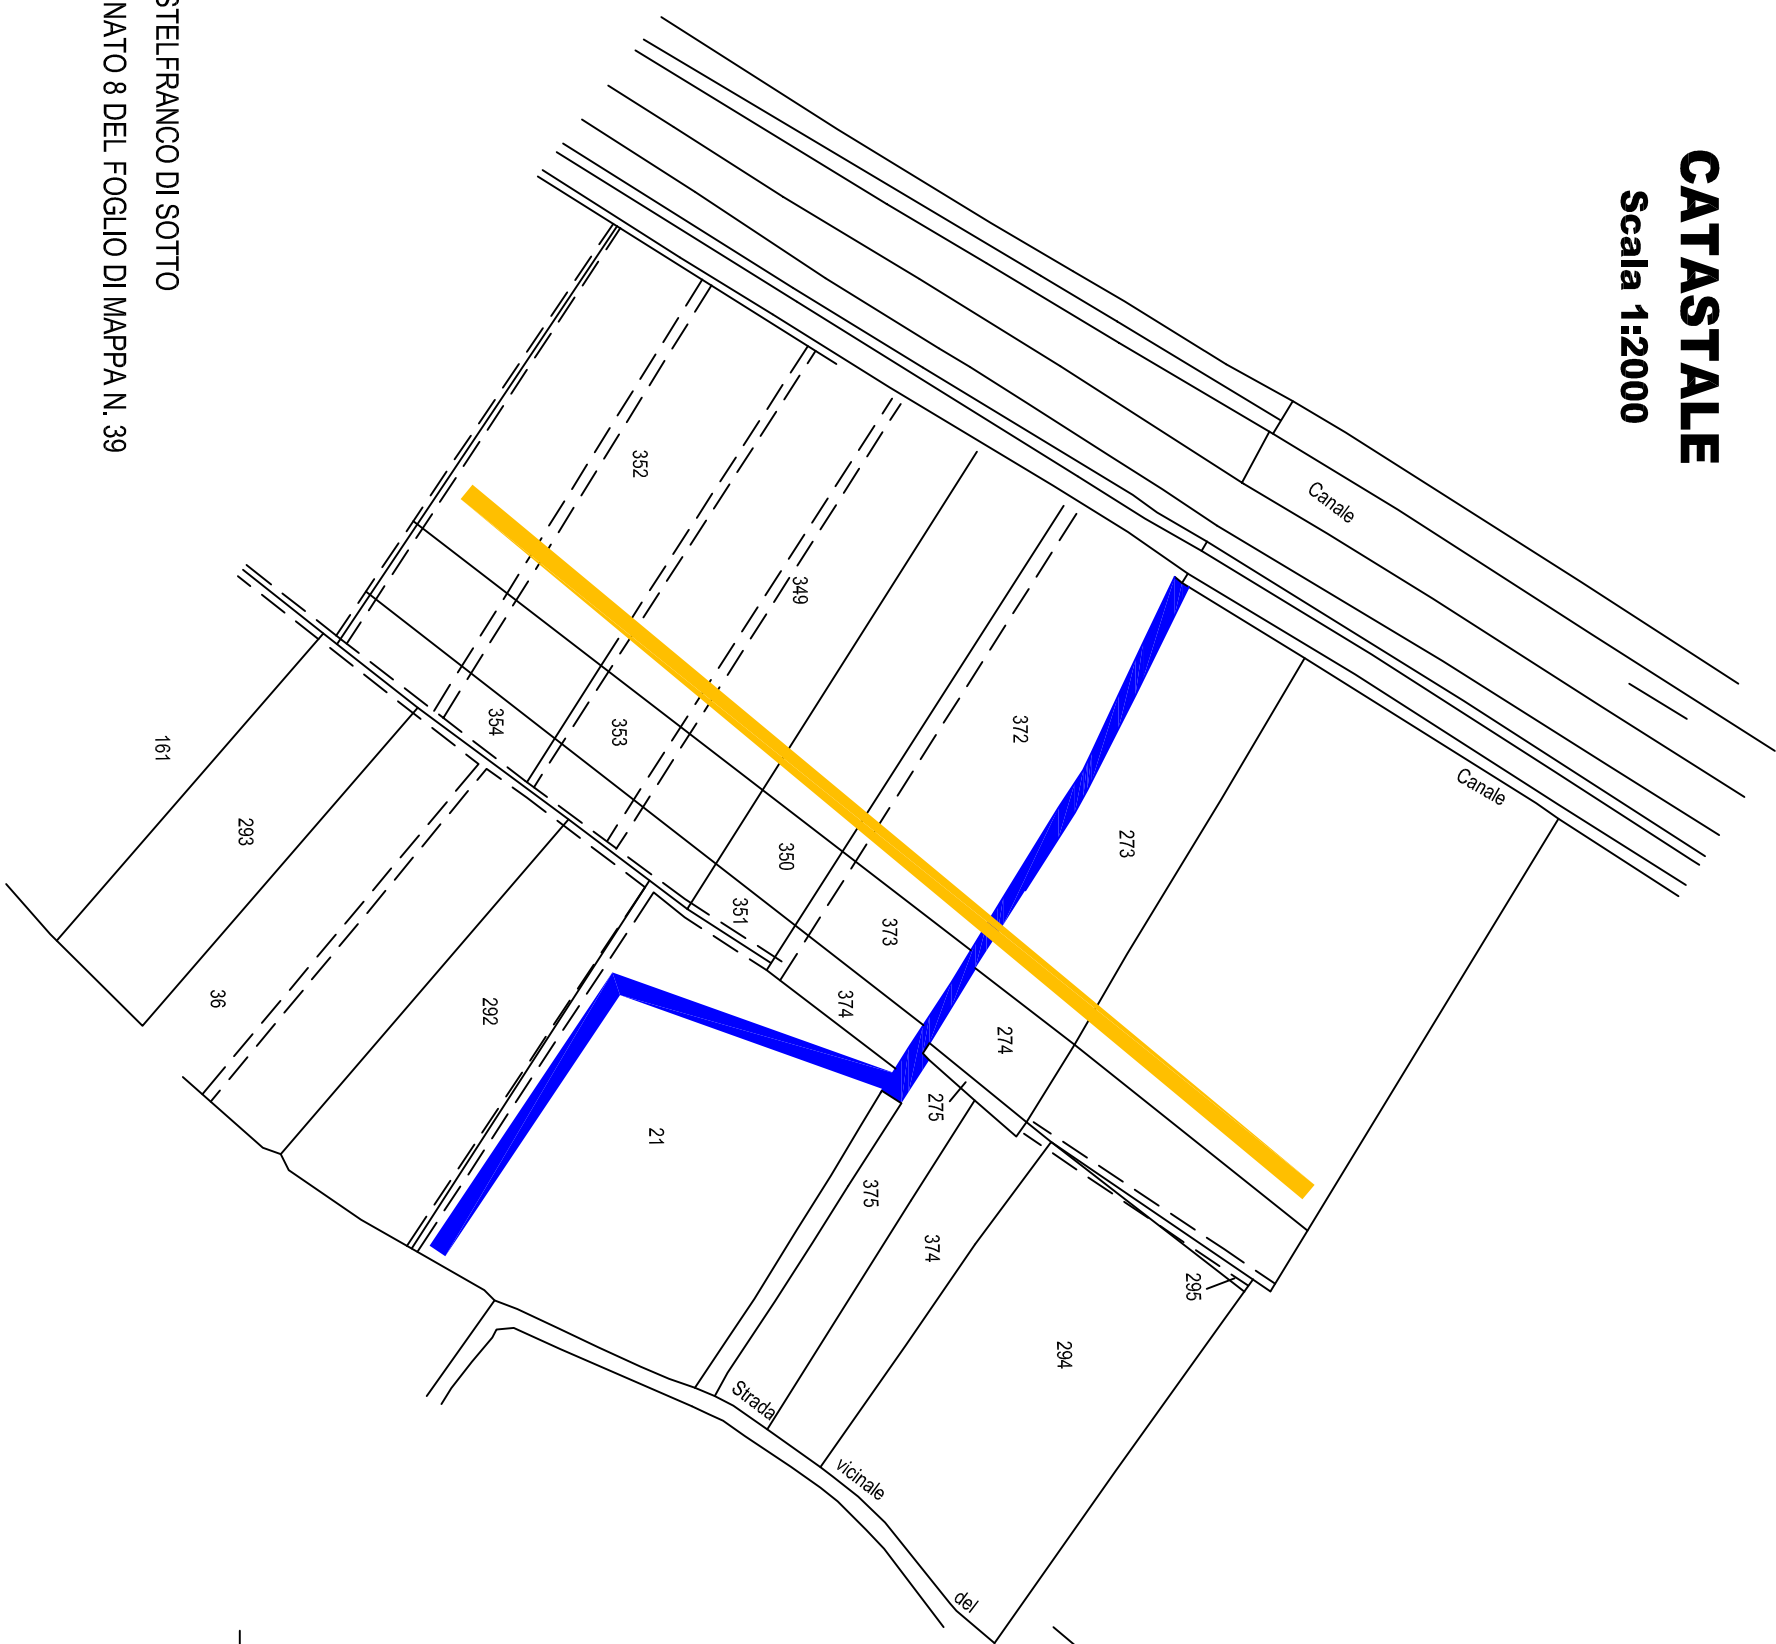 CATASTALE
Scala 1:2000
Canale
Canale
352
349
372
273
354
353
350
351
373
374
274
275
161
293
36
292
21
375
374
295
294
Strada
vicinale
del
STELFRANCO DI SOTTO
NATO 8 DEL FOGLIO DI MAPPA N. 39